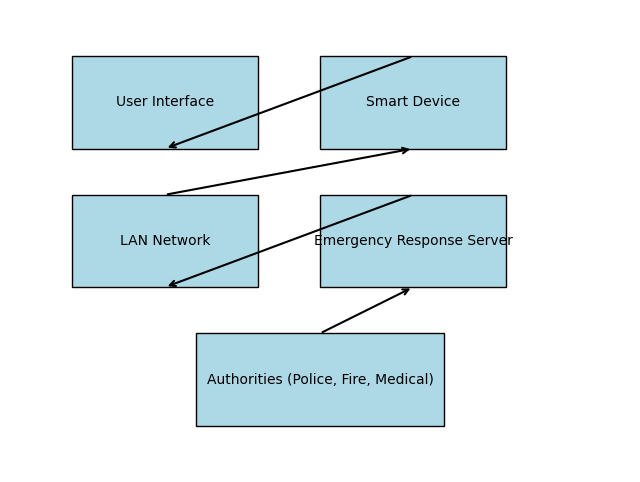 User Interface
Smart Device
LAN Network
Emergency Response Server
Authorities (Police, Fire, Medical)